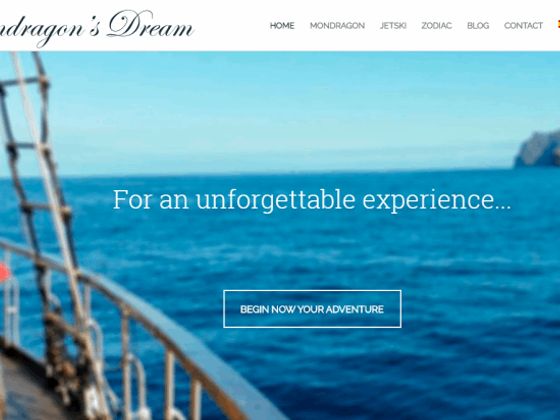 ndragon's Dream
HOME MONDRAGON JETSKI ZODIAC BLOG CONTACT
For an unforgettable experience...
BEGIN NOW YOUR ADVENTURE